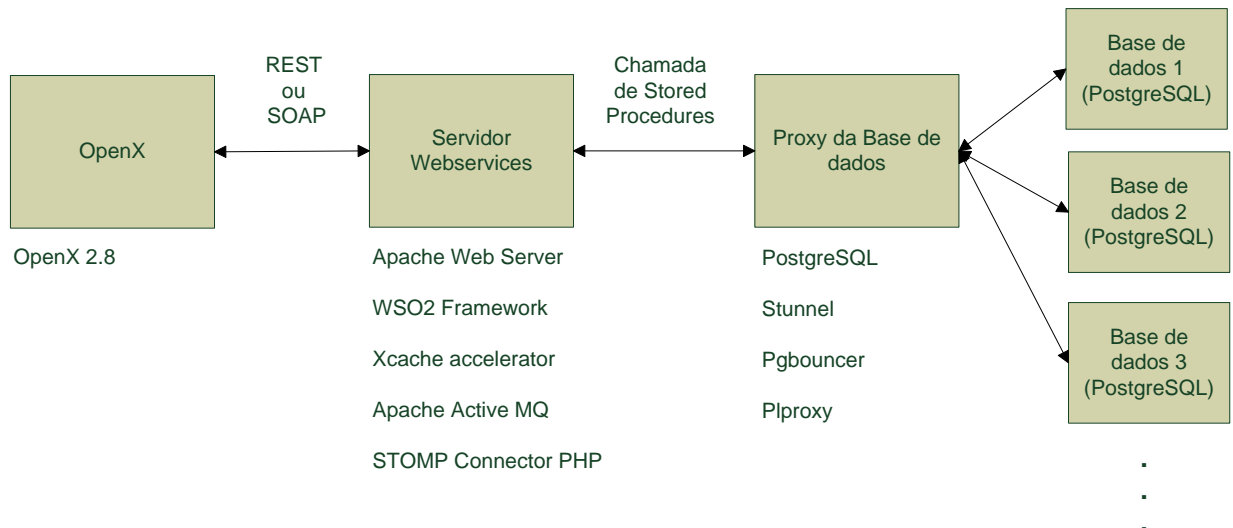 OpenX
OpenX 2.8
REST
ou
SOAP
Servidor
Webservices
Apache Web Server
WSO2 Framework
Xcache accelerator
Apache Active MQ
STOMP Connector PHP
Chamada
de Stored
Procedures
Proxy da Base de
dados
PostgreSQL
Stunnel
Pgbouncer
Plproxy
Base de
dados 1
(PostgreSQL)
Base de
dados 2
(PostgreSQL)
Base de
dados 3
(PostgreSQL)
.
.
.